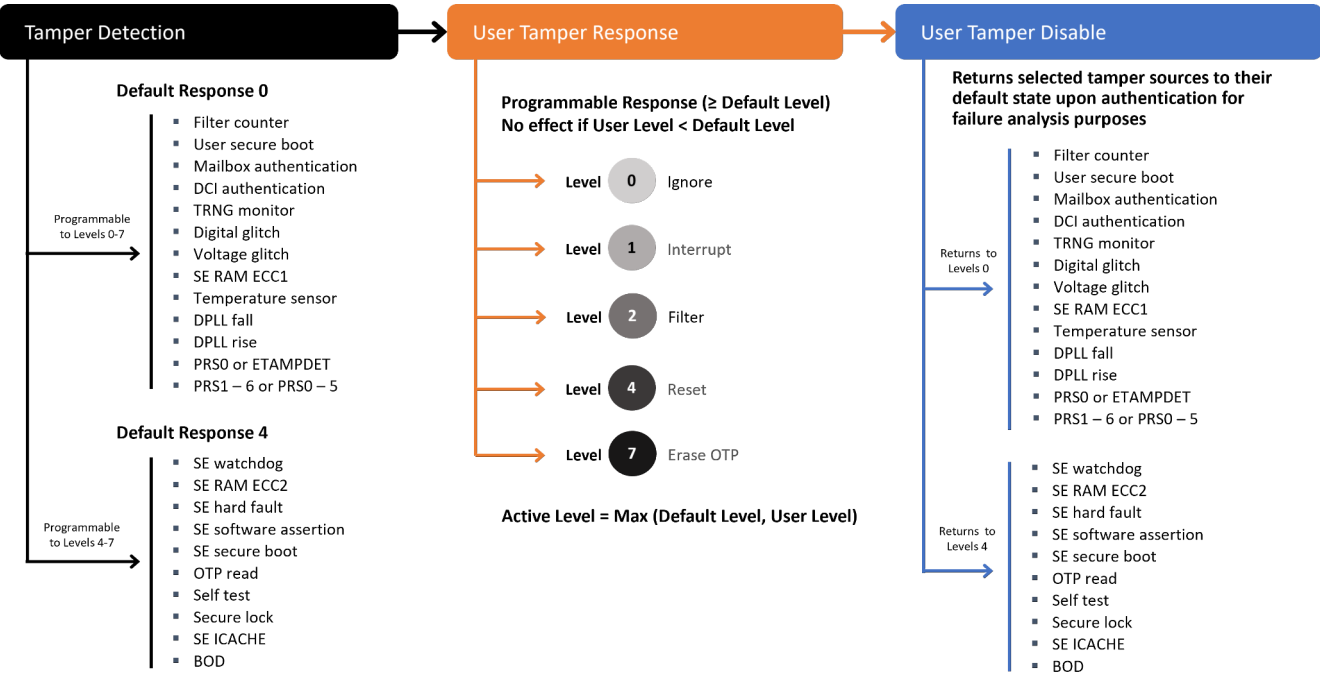 Tamper Detection
Default Response 0
Programmable
to Levels 0-7
▪ Filter counter
▪ User secure boot
▪ Mailbox authentication
▪ DCI authentication
▪ TRNG monitor
▪ Digital glitch
▪ Voltage glitch
▪ SE RAM ECC1
▪ Temperature sensor
▪ DPLL fall
▪ DPLL rise
▪ PRS0 or ETAMPDET
▪ PRS1 – 6 or PRS0 – 5
Default Response 4
Programmable
to Levels 4-7
▪ SE watchdog
▪ SE RAM ECC2
▪ SE hard fault
▪ SE software assertion
▪ SE secure boot
▪ OTP read
▪ Self test
▪ Secure lock
▪ SE ICACHE
▪ BOD
User Tamper Response
Programmable Response (≥ Default Level)
No effect if User Level < Default Level
Level 0 Ignore
Level 1 Interrupt
Level 2 Filter
Level 4 Reset
Level 7 Erase OTP
Active Level = Max (Default Level, User Level)
User Tamper Disable
Returns selected tamper sources to their
default state upon authentication for
failure analysis purposes
Returns to
Levels 0
▪ Filter counter
▪ User secure boot
▪ Mailbox authentication
▪ DCI authentication
▪ TRNG monitor
▪ Digital glitch
▪ Voltage glitch
▪ SE RAM ECC1
▪ Temperature sensor
▪ DPLL fall
▪ DPLL rise
▪ PRS0 or ETAMPDET
▪ PRS1 – 6 or PRS0 – 5
Returns to
Levels 4
▪ SE watchdog
▪ SE RAM ECC2
▪ SE hard fault
▪ SE software assertion
▪ SE secure boot
▪ OTP read
▪ Self test
▪ Secure lock
▪ SE ICACHE
▪ BOD